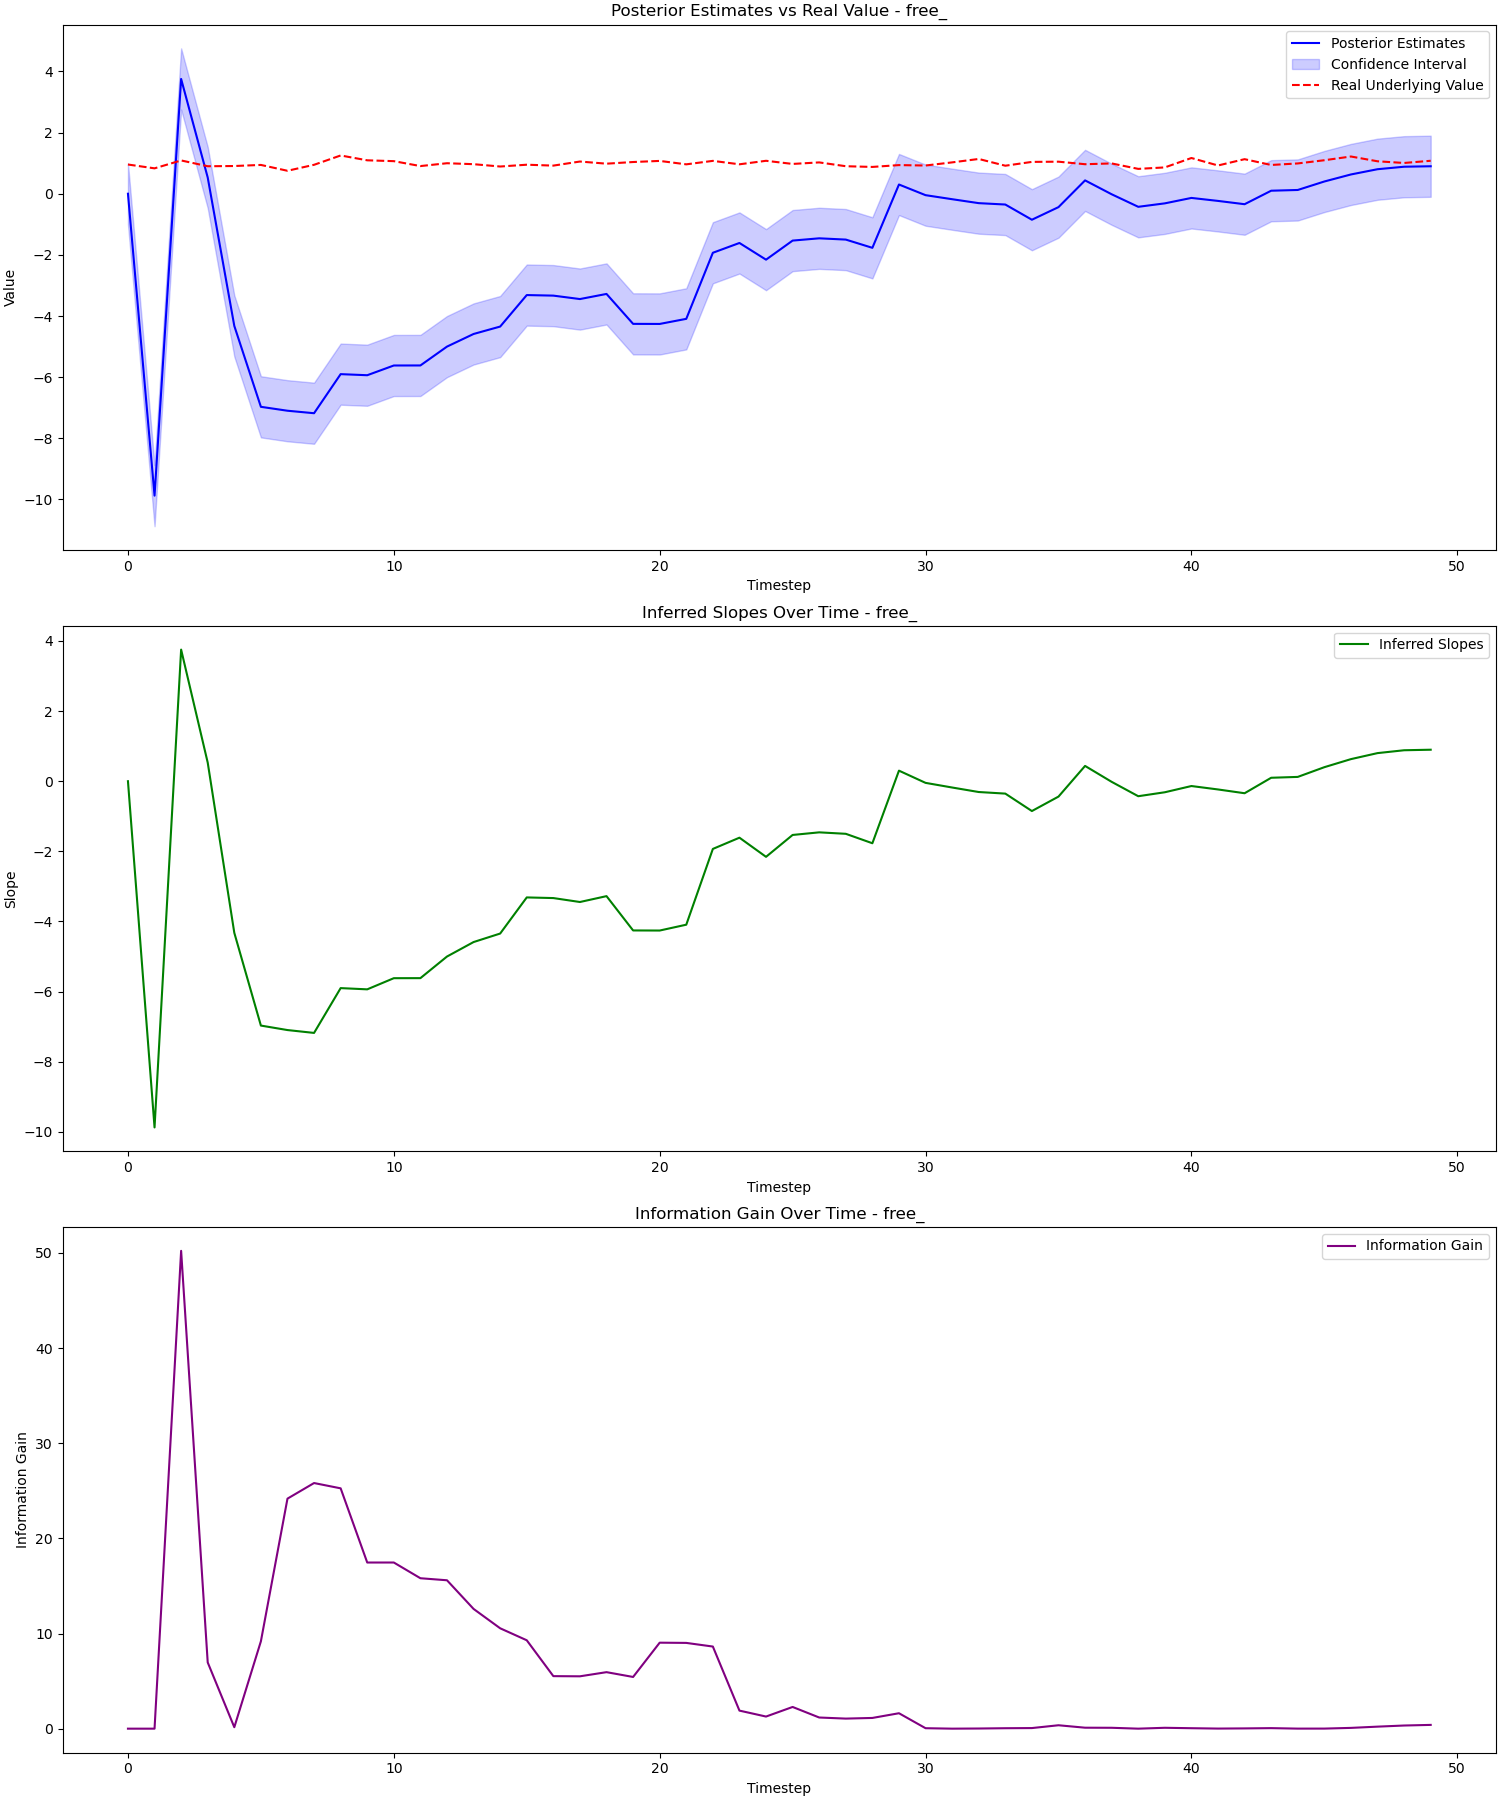 Posterior Estimates vs Real Value - free_
Posterior Estimates
Confidence Interval
Real Underlying Value
Value
4
2
0
−2
−4
−6
−8
−10
0 10 20 30 40 50
Timestep
Inferred Slopes Over Time - free_
Inferred Slopes
Slope
4
2
0
−2
−4
−6
−8
−10
0 10 20 30 40 50
Timestep
Information Gain Over Time - free_
Information Gain
Information Gain
50
40
30
20
10
0
0 10 20 30 40 50
Timestep